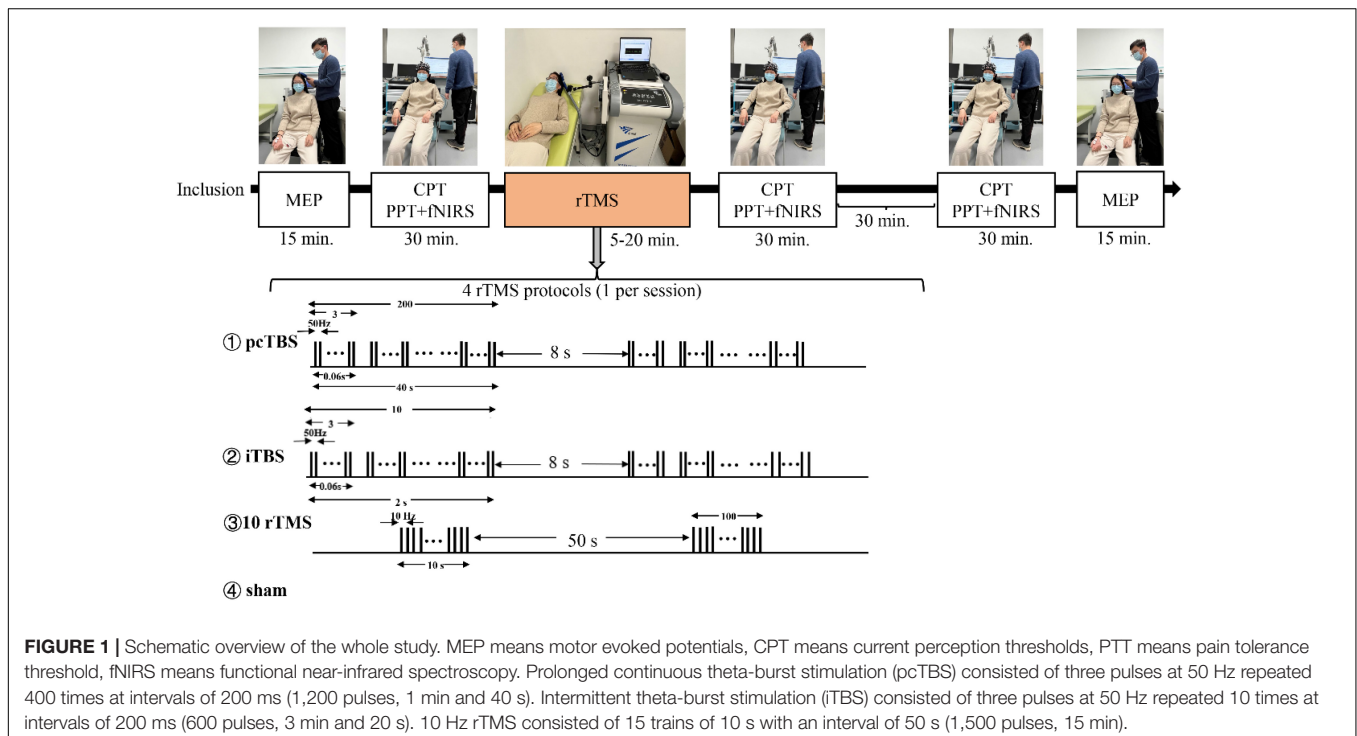 Inclusion
MEP
CPT
PPT+fNIRS
rTMS
CPT
PPT+fNIRS
30 min.
CPT
PPT+fNIRS
MEP
15 min.
30 min.
5-20 min.
30 min.
30 min.
15 min.
4 rTMS protocols (1 per session)
200
3
50Hz
① pcTBS
8 s
0.06s
40 s
10
3
50Hz
② iTBS
8 s
0.06s
2 s
③10 rTMS
10 Hz
100
50 s
10 s
④ sham
FIGURE 1 | Schematic overview of the whole study. MEP means motor evoked potentials, CPT means current perception thresholds, PTT means pain tolerance
threshold, fNIRS means functional near-infrared spectroscopy. Prolonged continuous theta-burst stimulation (pcTBS) consisted of three pulses at 50 Hz repeated
400 times at intervals of 200 ms (1,200 pulses, 1 min and 40 s). Intermittent theta-burst stimulation (iTBS) consisted of three pulses at 50 Hz repeated 10 times at
intervals of 200 ms (600 pulses, 3 min and 20 s). 10 Hz rTMS consisted of 15 trains of 10 s with an interval of 50 s (1,500 pulses, 15 min).